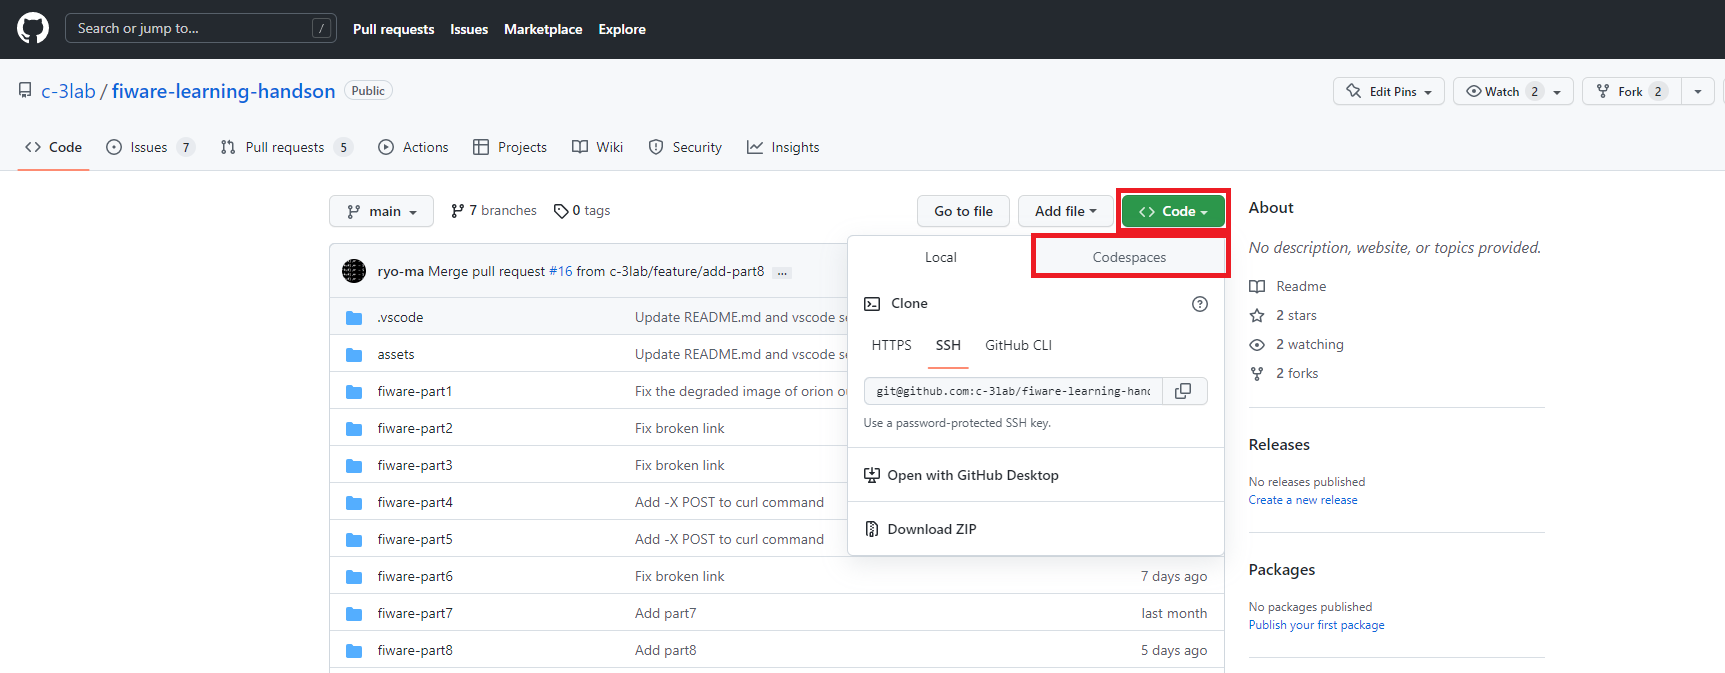 Search or jump to... / Pull requests Issues Marketplace Explore
c-3lab / fiware-learning-handson Public Edit Pins Watch 2 Fork 2
Code Issues 7 Pull requests 5 Actions Projects Wiki Security Insights
main 7 branches 0 tags Go to file Add file Code
ryo-ma Merge pull request #16 from c-3lab/feature/add-part8 ...
.vscode Update README.md and vscode se
assets Update README.md and vscode se
fiware-part1 Fix the degraded image of orion ou
fiware-part2 Fix broken link
fiware-part3 Fix broken link
fiware-part4 Add -X POST to curl command
fiware-part5 Add -X POST to curl command
fiware-part6 Fix broken link 7 days ago
fiware-part7 Add part7 last month
fiware-part8 Add part8 5 days ago
Local Codespaces
Clone
HTTPS SSH GitHub CLI
git@github.com:c-3lab/fiware-learning-hand
Use a password-protected SSH key.
Open with GitHub Desktop
Download ZIP
About
No description, website, or topics provided.
Readme
2 stars
2 watching
2 forks
Releases
No releases published
Create a new release
Packages
No packages published
Publish your first package